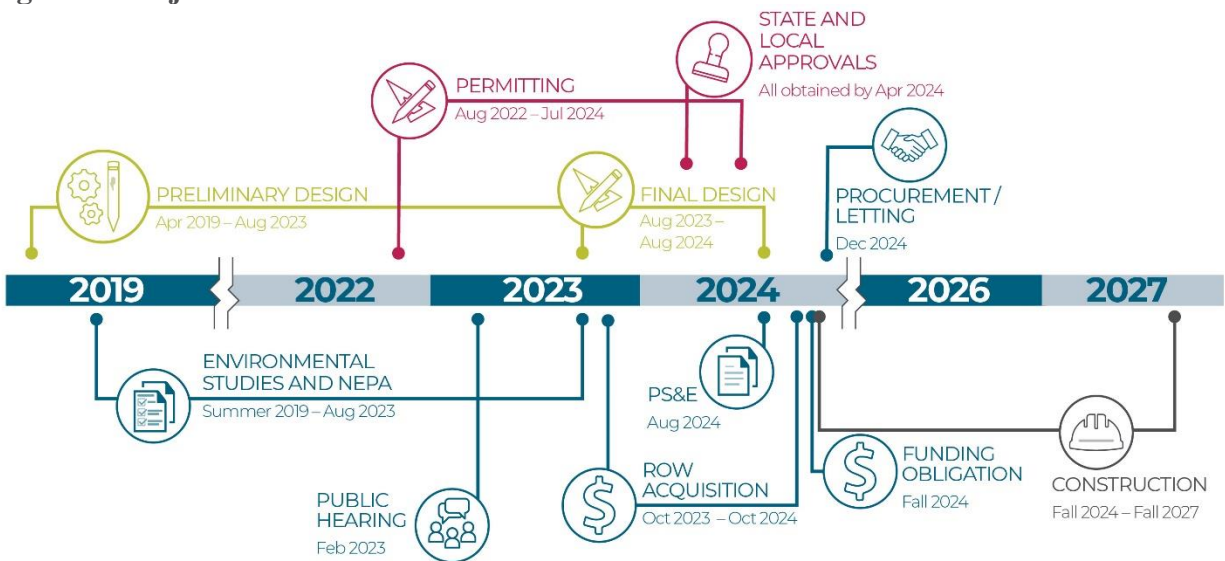 STATE AND
LOCAL
APPROVALS
All obtained by Apr 2024
PERMITTING
Aug 2022 – Jul 2024
PRELIMINARY DESIGN
Apr 2019 – Aug 2023
FINAL DESIGN
Aug 2023 –
Aug 2024
PROCUREMENT /
LETTING
Dec 2024
2019
2022
2023
2024
2026
2027
ENVIRONMENTAL
STUDIES AND NEPA
Summer 2019 – Aug 2023
PUBLIC
HEARING
Feb 2023
$
ROW
ACQUISITION
Oct 2023 – Oct 2024
PS&E
Aug 2024
$
FUNDING
OBLIGATION
Fall 2024
CONSTRUCTION
Fall 2024 – Fall 2027